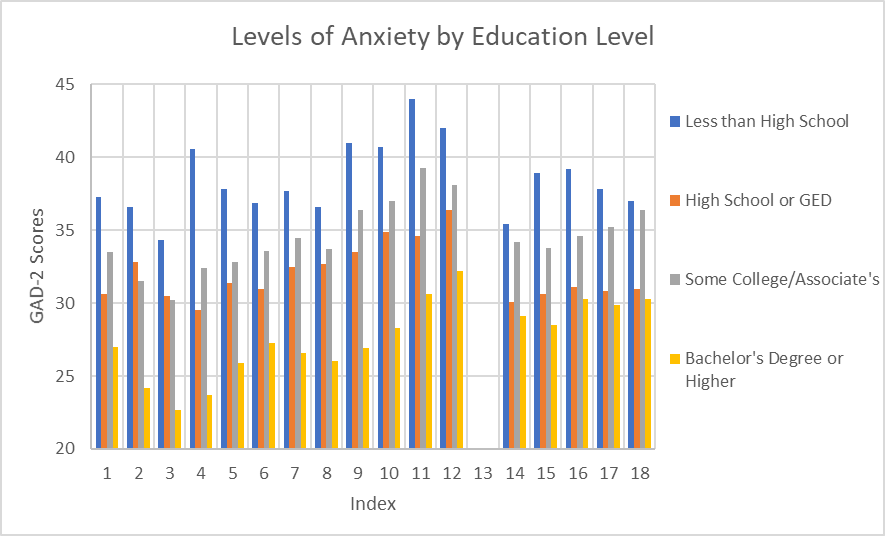 Levels of Anxiety by Education Level
45
40
35
30
25
20
GAD-2 Scores
1 2 3 4 5 6 7 8 9 10 11 12 13 14 15 16 17 18
Index
Less than High School
High School or GED
Some College/Associate's
Bachelor's Degree or
Higher